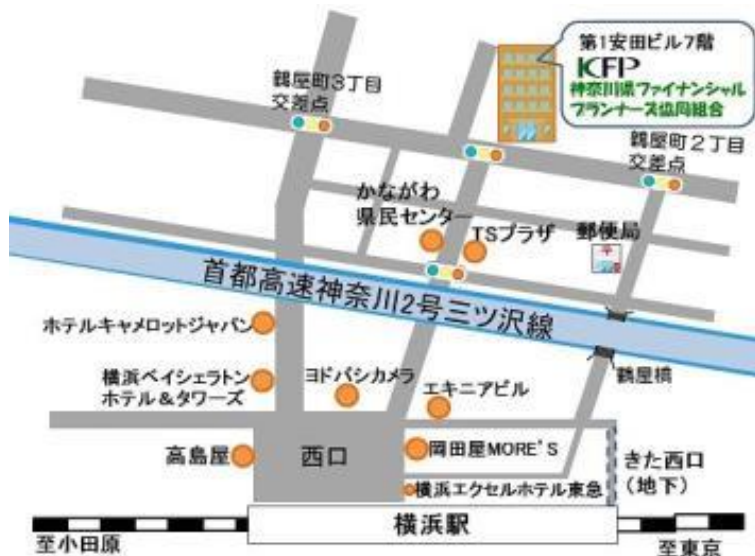 第1安田ビル7階
KFP
神奈川県ファイナンシャル
プランナーズ協同組合
鶴屋町3丁目
交差点
鶴屋町2丁目
交差点
かながわ
県民センター
TSプラザ
郵便局
首都高速神奈川2号三ツ沢線
ホテルキャメロットジャパン
横浜ベイシェラトン
ホテル&タワーズ
ヨドバシカメラ
エキニアビル
鶴屋橋
高島屋
西口
岡田屋MORE'S
きた西口
(地下)
横浜エクセルホテル東急
横浜駅
至小田原
至東京